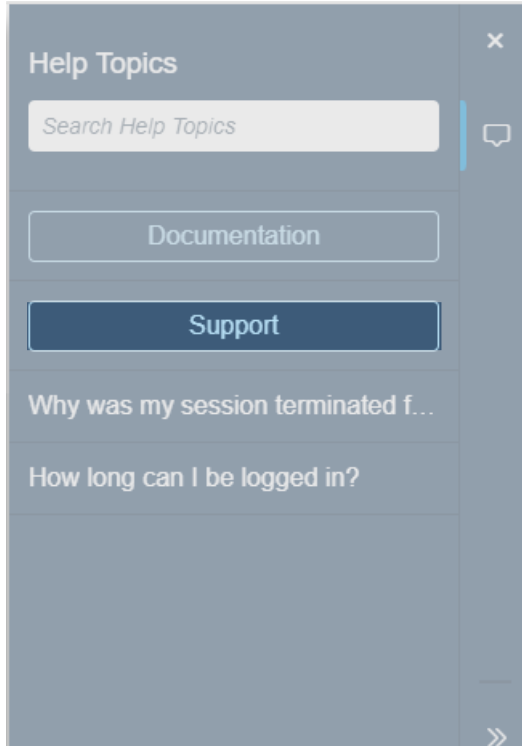 Help Topics
Search Help Topics
Documentation
Support
Why was my session terminated f...
How long can I be logged in?